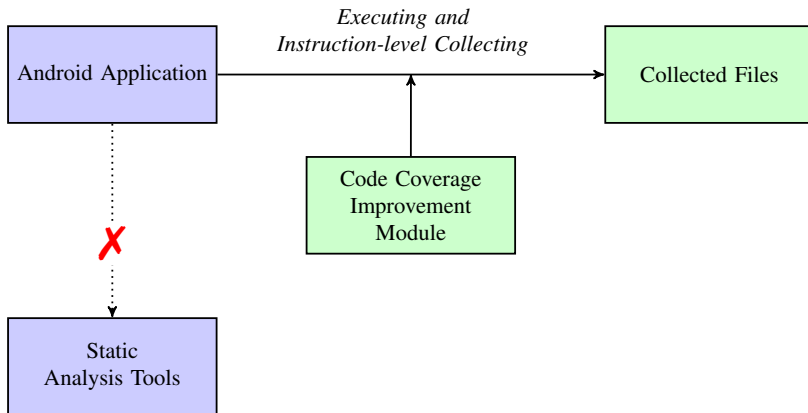 Executing and
Instruction-level Collecting
Android Application
Collected Files
Code Coverage
Improvement
Module
✗
Static
Analysis Tools